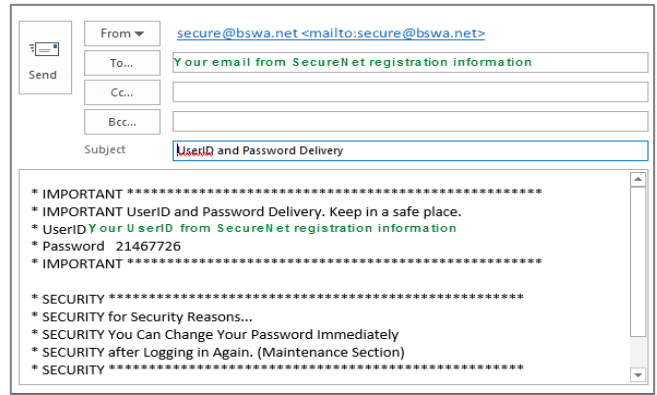 From
secure@bswa.net <mailto:secure@bswa.net>
Send
To...
Your email from SecureNet registration information
Cc...
Bcc...
Subject
UserID and Password Delivery
* IMPORTANT ****************************************************
* IMPORTANT UserID and Password Delivery. Keep in a safe place.
* UserID Your UserID from SecureNet registration information
* Password 21467726
* IMPORTANT ****************************************************
* SECURITY ****************************************************
* SECURITY for Security Reasons...
* SECURITY You Can Change Your Password Immediately
* SECURITY after Logging in Again. (Maintenance Section)
* SECURITY ****************************************************